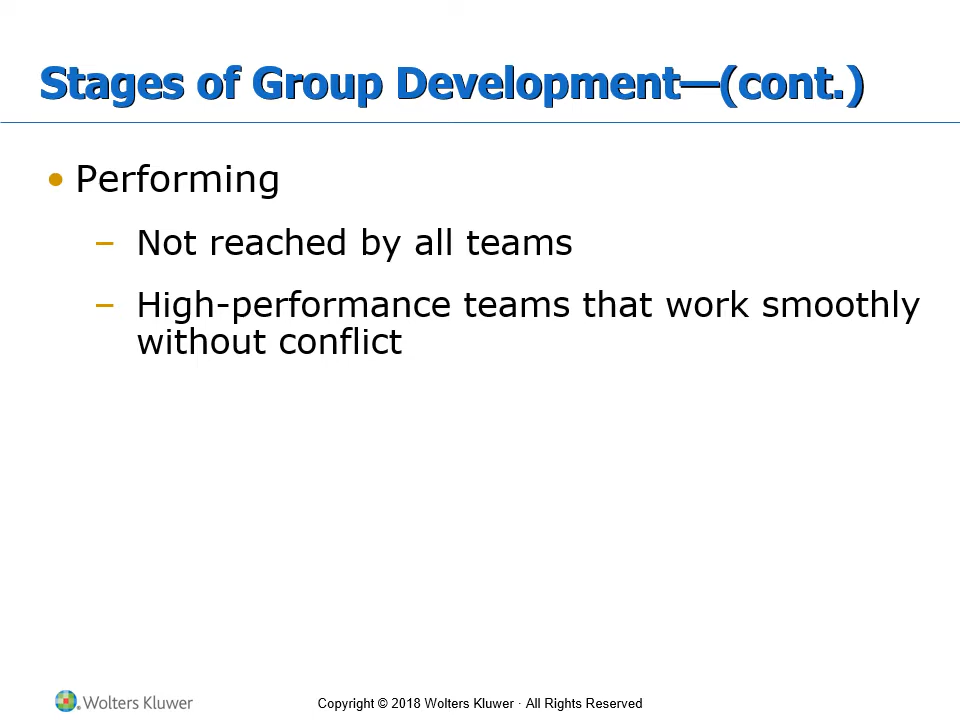 Stages of Group Development—(cont.)
• Performing
– Not reached by all teams
– High-performance teams that work smoothly
without conflict
Wolters Kluwer
Copyright © 2018 Wolters Kluwer · All Rights Reserved